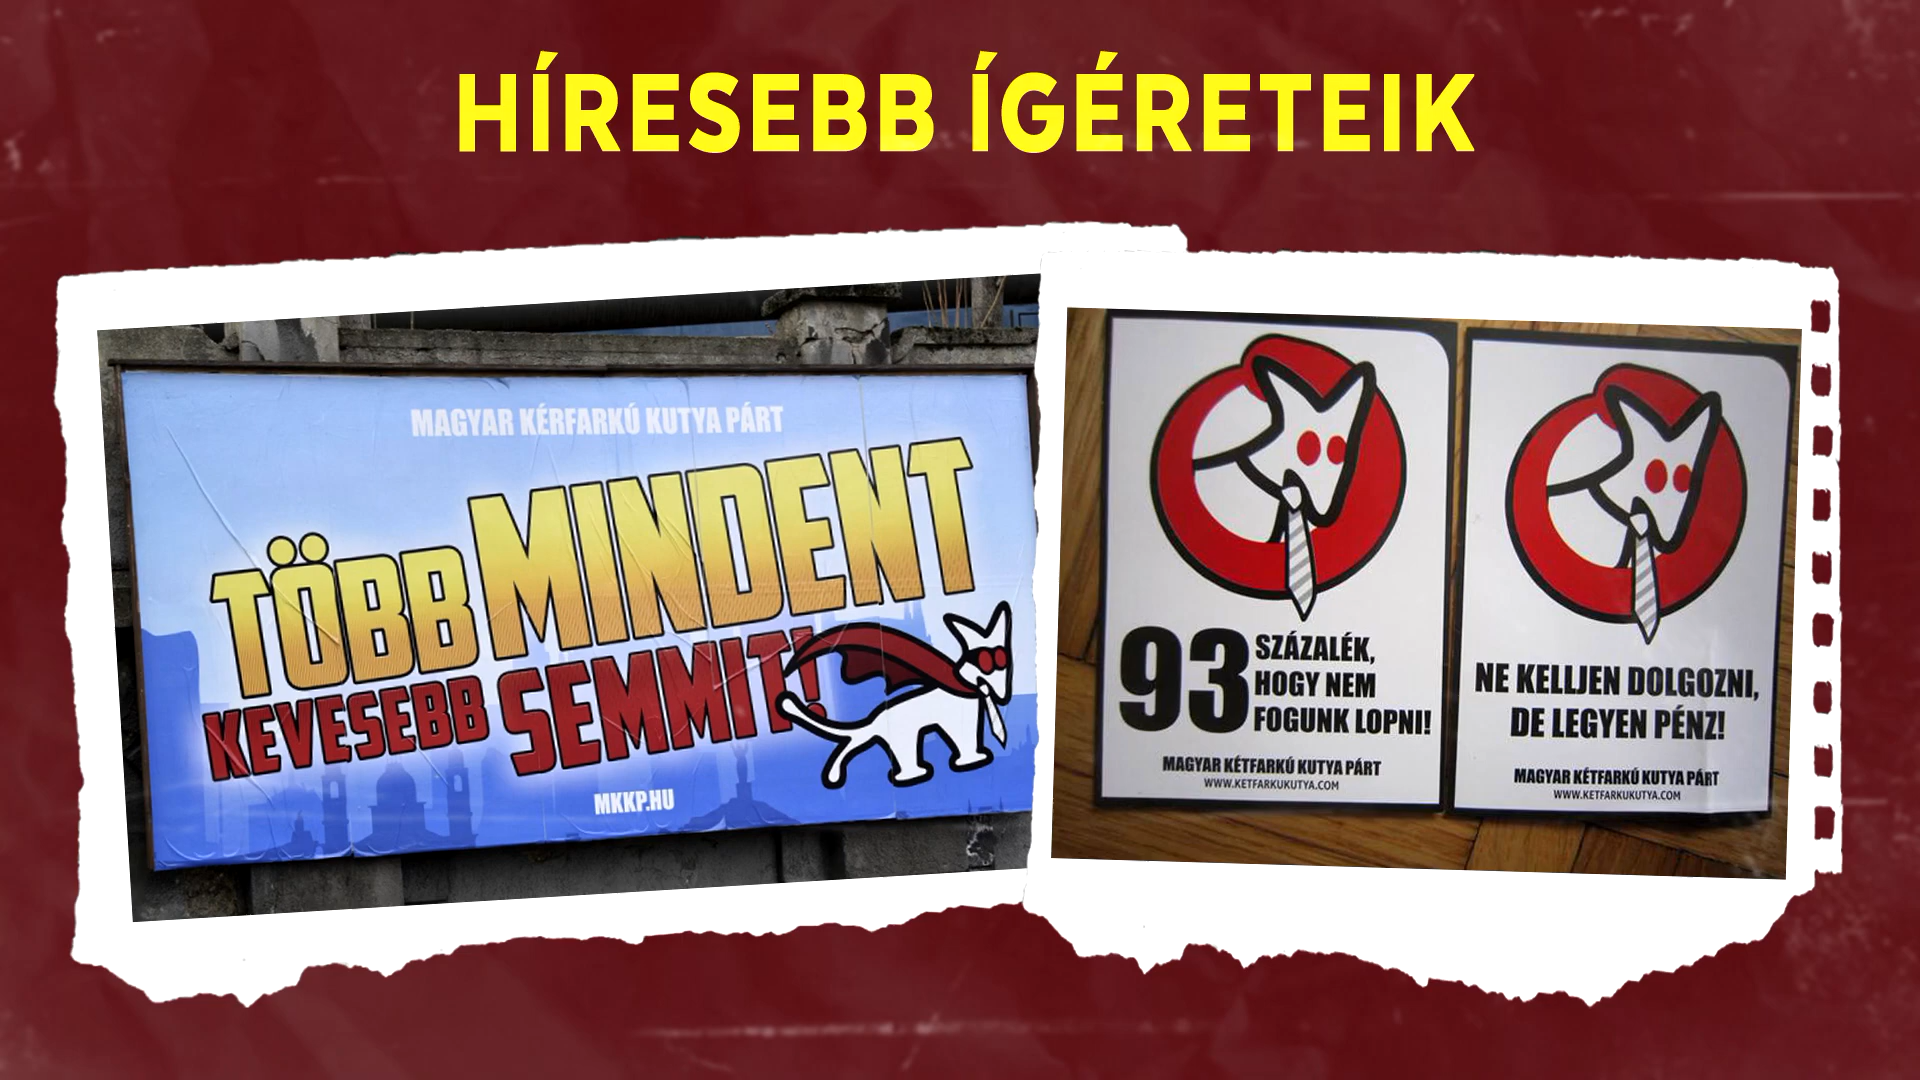 HÍRESEBB ÍGÉRETEIK
MAGYAR KÉRFARKÚ KUTYA PÁRT
TÖBB MINDENT
KEVESEBB SEMMIT!
MKKP.HU
93 SZÁZALÉK,
HOGY NEM
FOGUNK LOPNI!
MAGYAR KÉTFARKÚ KUTYA PÁRT
WWW.KETFARKUKUTYA.COM
NE KELLJEN DOLGOZNI,
DE LEGYEN PÉNZ!
MAGYAR KÉTFARKÚ KUTYA PÁRT
WWW.KETFARKUKUTYA.COM